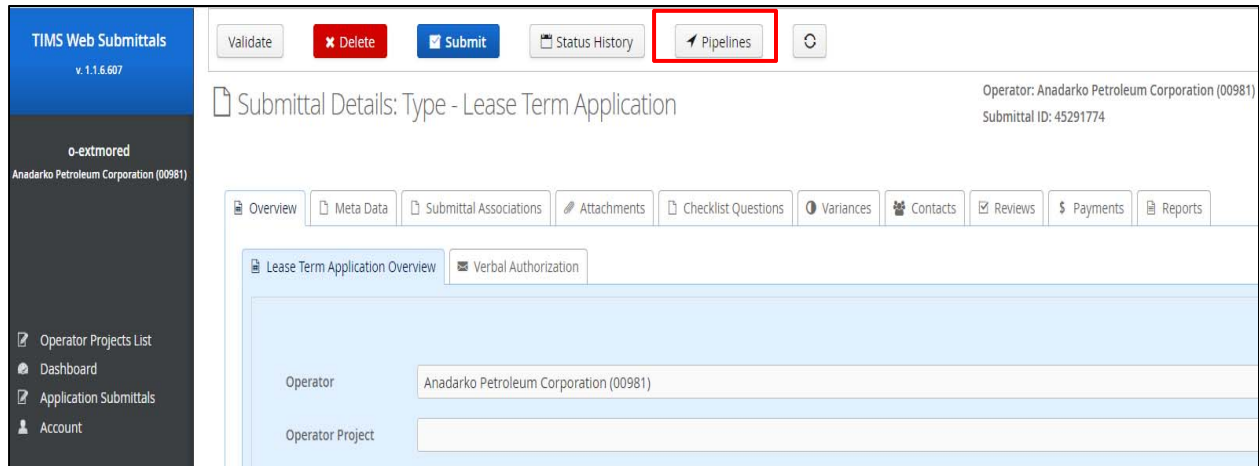 TIMS Web Submittals
v. 1.1.6.607
o-extmored
Anadarko Petroleum Corporation (00981)
Operator Projects List
Dashboard
Application Submittals
Account
Validate
Delete
Submit
Status History
Pipelines
Submittal Details: Type - Lease Term Application
Operator: Anadarko Petroleum Corporation (00981)
Submittal ID: 45291774
Overview
Meta Data
Submittal Associations
Attachments
Checklist Questions
Variances
Contacts
Reviews
$ Payments
Reports
Lease Term Application Overview
Verbal Authorization
Operator
Anadarko Petroleum Corporation (00981)
Operator Project